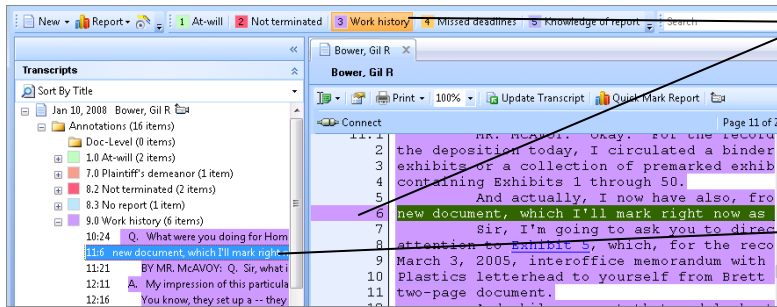 New Report 1 At-will 2 Not terminated 3 Work history 4 Missed deadlines 5 Knowledge of report Search
Transcripts
Sort By Title
Jan 10, 2008 Bower, Gil R
Annotations (16 items)
Doc-Level (0 items)
1.0 At-will (2 items)
7.0 Plaintiff's demeanor (1 item)
8.2 Not terminated (2 items)
8.3 No report (1 item)
9.0 Work history (6 items)
10:24 Q. What were you doing for Hom
11:6 new document, which I'll mark right
11:21 BY MR. McAVOY: Q. Sir, what i
12:11 A. My impression of this particula
12:16 You know, they set up a -- they
Bower, Gil R
Bower, Gil R
Print 100% Update Transcript Quick Mark Report
Connect Page 11 of
11:1 MR. McAVOY: Okay. For the record
2 the deposition today, I circulated a binder
3 exhibits or a collection of premarked exhib
4 containing Exhibits 1 through 50.
5 And actually, I now have also, fro
6 new document, which I'll mark right now as
7 Sir, I'm going to ask you to direc
8 attention to Exhibit 5, which, for the reco
9 March 3, 2005, interoffice memorandum with
10 Plastics letterhead to yourself from Brett
11 two-page document.